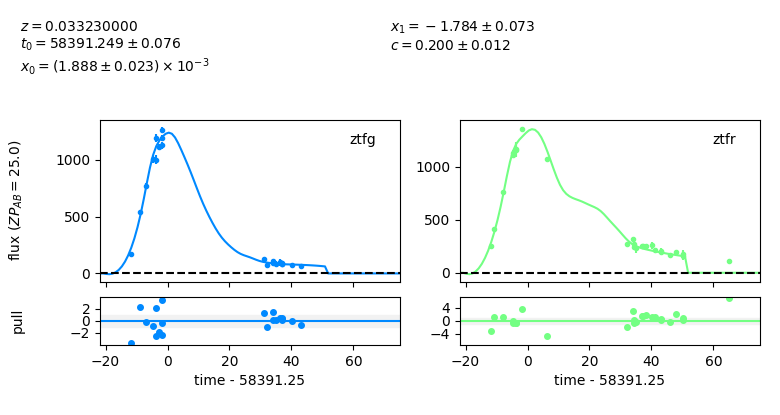 z = 0.033230000
t₀ = 58391.249 ± 0.076
x₀ = (1.888 ± 0.023) × 10⁻³
x₁ = −1.784 ± 0.073
c = 0.200 ± 0.012
flux (ZP_AB = 25.0)
ztfg
1000
500
0
ztfr
1000
500
0
pull
2
0
−2
−20 0 20 40 60
time - 58391.25
4
0
−4
−20 0 20 40 60
time - 58391.25